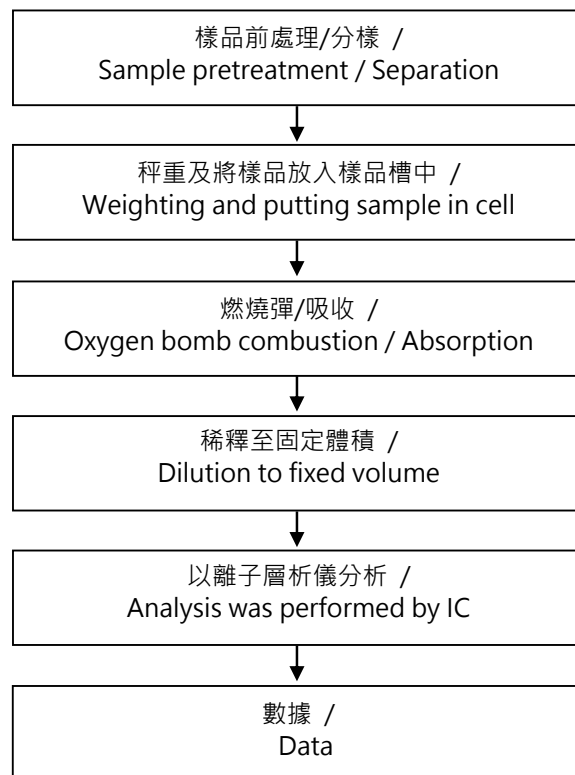 樣品前處理/分樣 /
Sample pretreatment / Separation
秤重及將樣品放入樣品槽中 /
Weighting and putting sample in cell
燃燒彈/吸收 /
Oxygen bomb combustion / Absorption
稀釋至固定體積 /
Dilution to fixed volume
以離子層析儀分析 /
Analysis was performed by IC
數據 /
Data